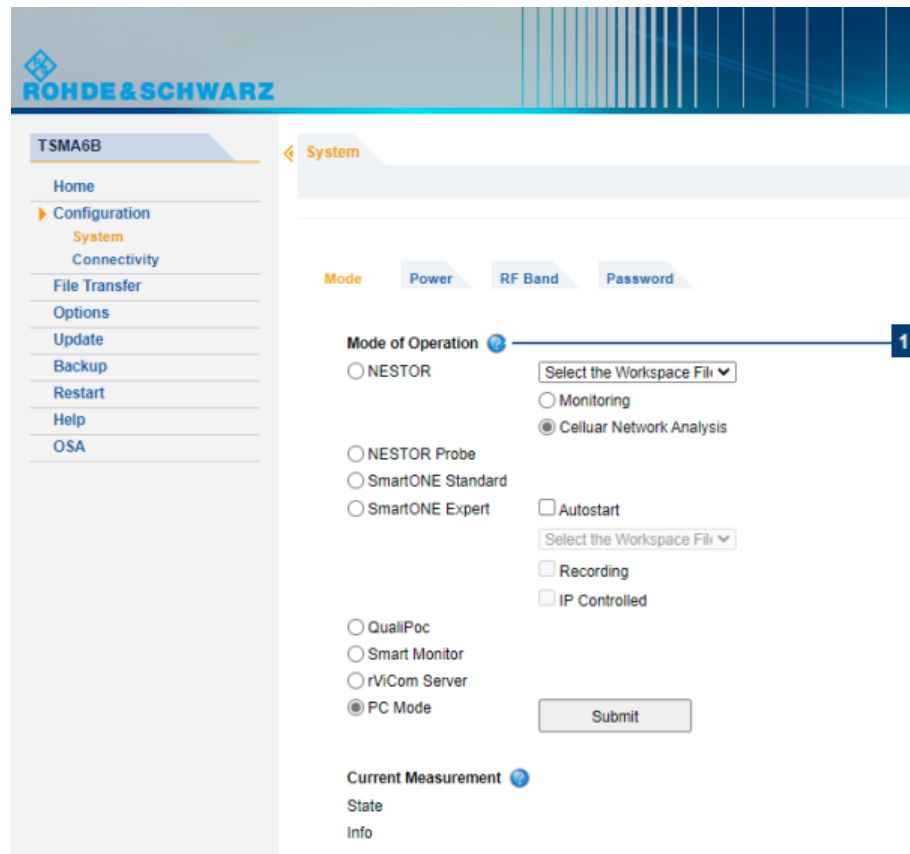 ROHDE&SCHWARZ
TSMA6B
Home
Configuration
System
Connectivity
File Transfer
Options
Update
Backup
Restart
Help
OSA
System
Mode
Power
RF Band
Password
Mode of Operation
1
NESTOR
Select the Workspace Fil
Monitoring
Celluar Network Analysis
NESTOR Probe
SmartONE Standard
SmartONE Expert
Autostart
Select the Workspace Fil
Recording
IP Controlled
QualiPoc
Smart Monitor
rViCom Server
PC Mode
Submit
Current Measurement
State
Info